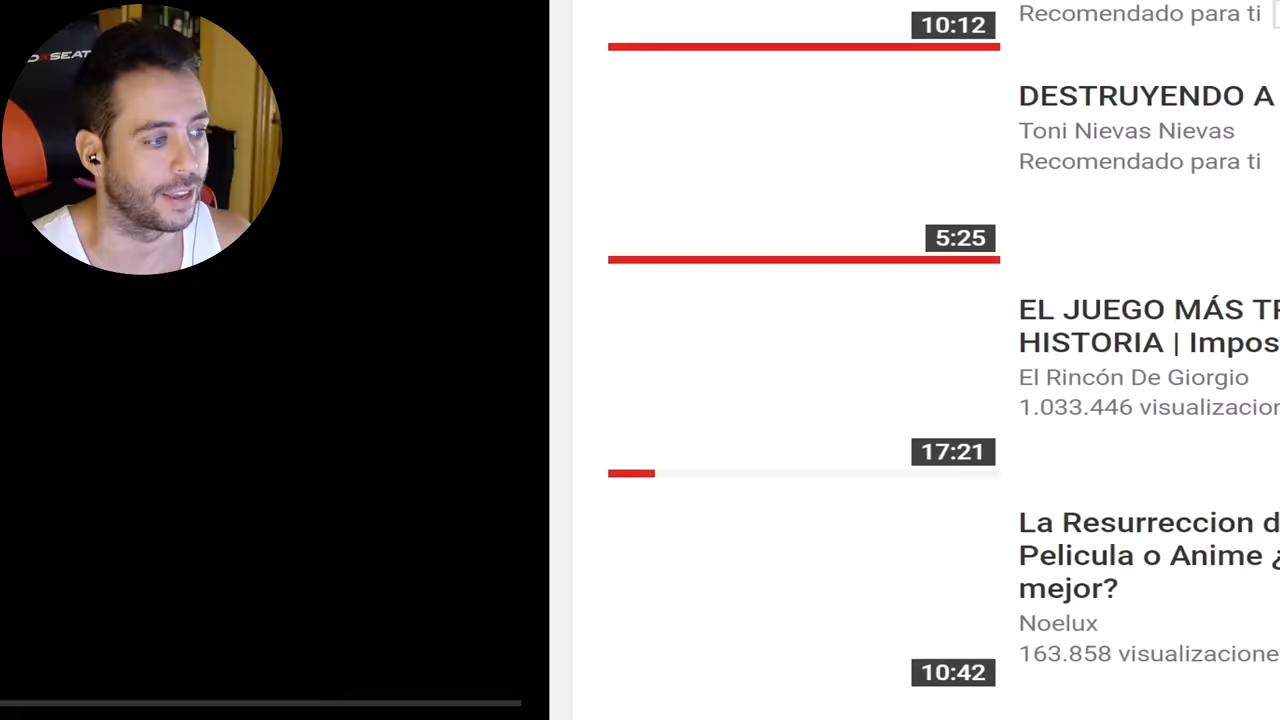 DXSEAT
10:12
Recomendado para ti
DESTRUYENDO A
Toni Nievas Nievas
Recomendado para ti
5:25
EL JUEGO MÁS
HISTORIA | Impos
El Rincón De Giorgio
1.033.446 visualizacion
17:21
La Resurreccion d
Pelicula o Anime ¿
mejor?
Noelux
163.858 visualizacione
10:42